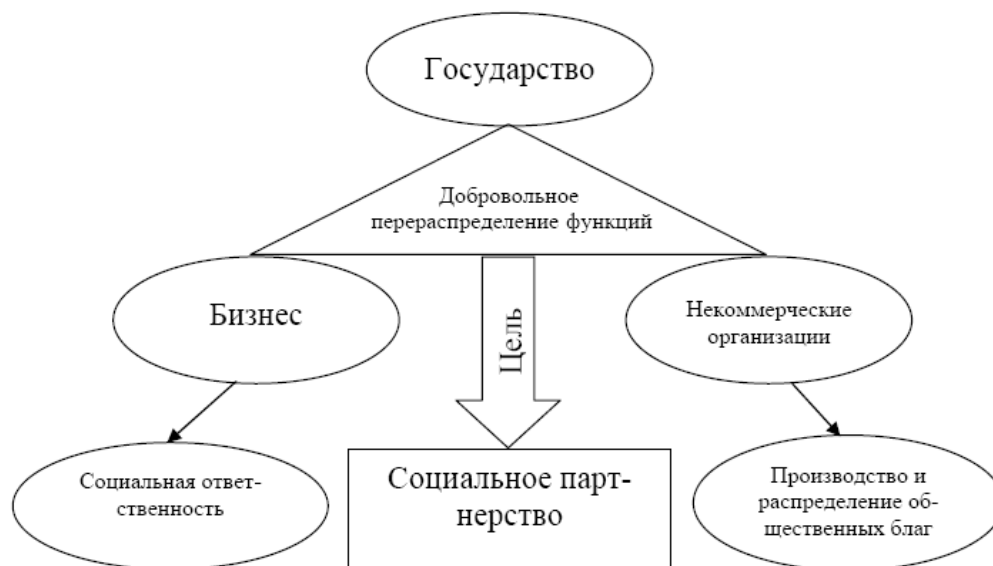 Государство
Добровольное
перераспределение функций
Бизнес
Цель
Некоммерческие
организации
Социальная ответ-
ственность
Социальное парт-
нерство
Производство и
распределение об-
щественных благ